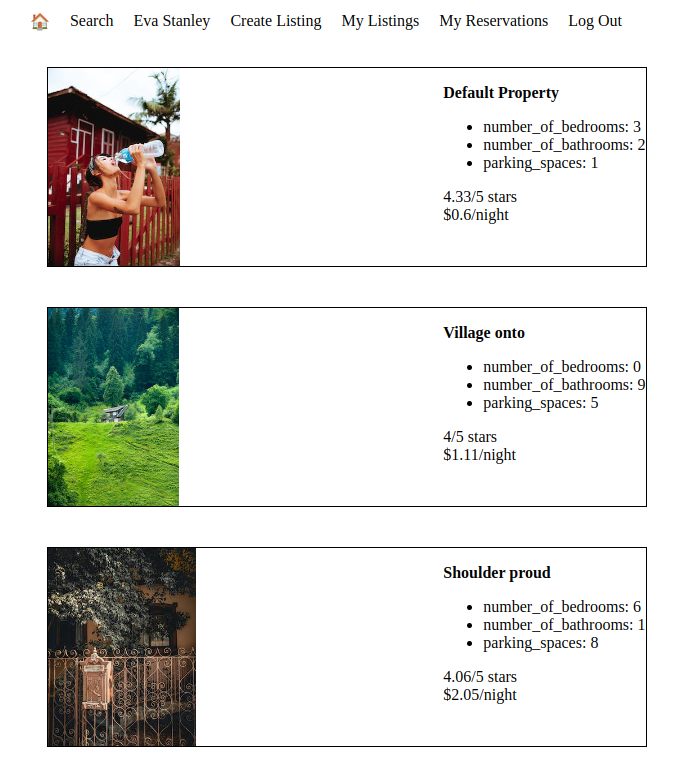 Search Eva Stanley Create Listing My Listings My Reservations Log Out
Default Property
number_of_bedrooms: 3
number_of_bathrooms: 2
parking_spaces: 1
4.33/5 stars
$0.6/night
Village onto
number_of_bedrooms: 0
number_of_bathrooms: 9
parking_spaces: 5
4/5 stars
$1.11/night
Shoulder proud
number_of_bedrooms: 6
number_of_bathrooms: 1
parking_spaces: 8
4.06/5 stars
$2.05/night